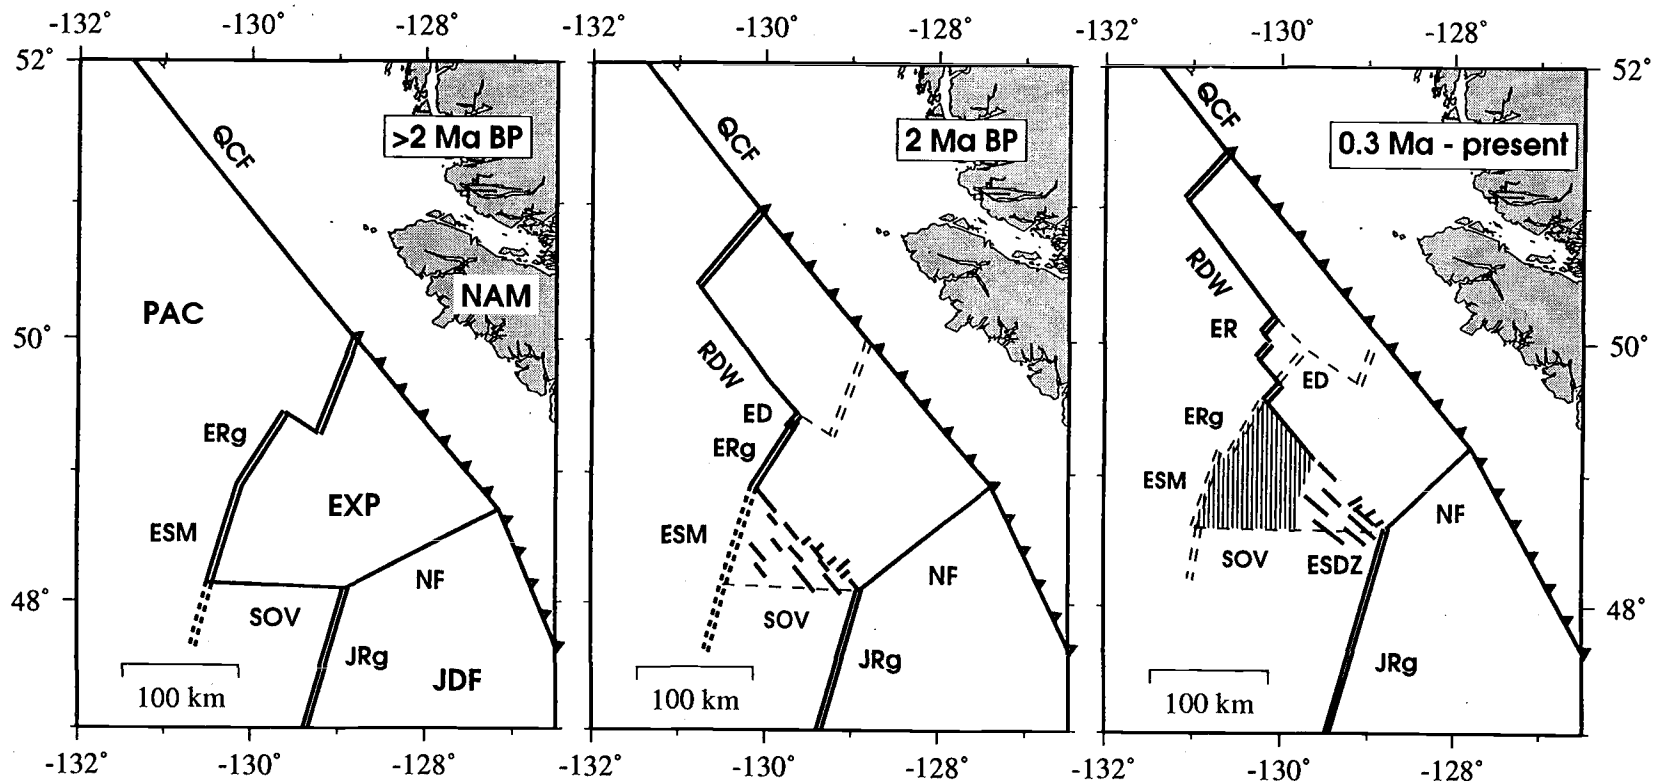 -132° -130° -128° -132° -130° -128° -132° -130° -128°
52° 52°
QCF >2 Ma BP
PAC NAM
50°
ERg
EXP
ESM
NF
48°
SOV
JRg
JDF
100 km
QCF 2 Ma BP
RDW
ED
ERg
ESM
NF
SOV
JRg
100 km
QCF 0.3 Ma - present
RDW
ER
50°
ED
ERg
ESM
NF
SOV ESDZ
48°
JRg
100 km
-132° -130° -128° -132° -130° -128° -132° -130° -128°